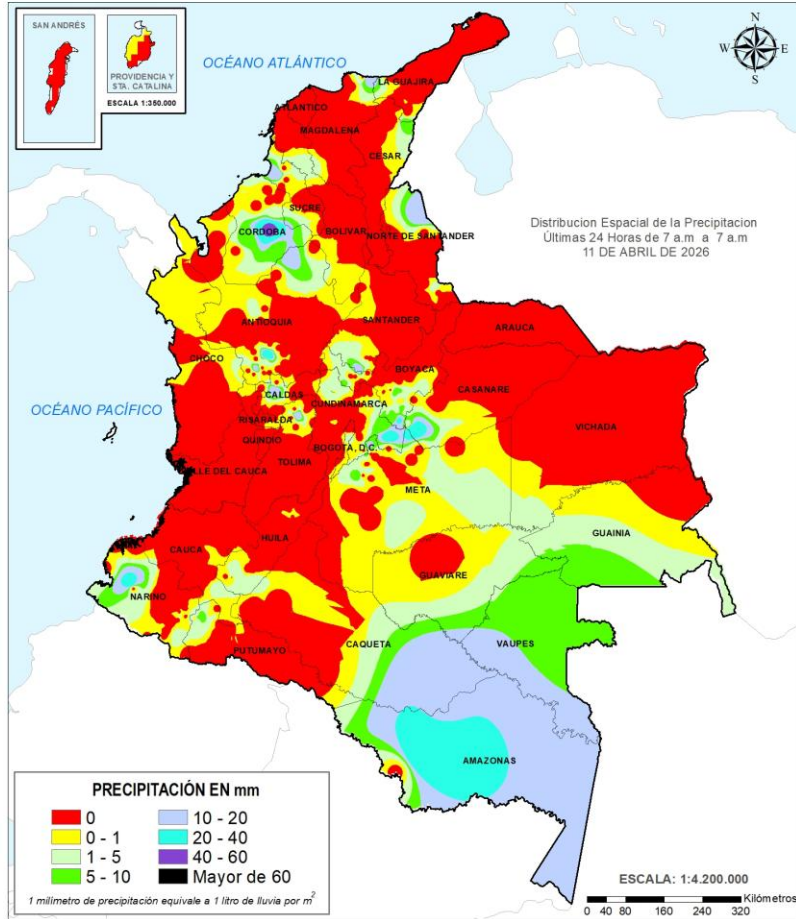 SAN ANDRÉS
PROVIDENCIA Y
STA. CATALINA
ESCALA 1:350.000
OCÉANO ATLÁNTICO
N
W
E
S
LA GUAJIRA
ATLANTICO
MAGDALENA
CESAR
SUCRE
CORDOBA
BOLIVAR
NORTE DE SANTANDER
Distribucion Espacial de la Precipitacion
Últimas 24 Horas de 7 a.m a 7 a.m
11 DE ABRIL DE 2026
ANTIOQUIA
SANTANDER
ARAUCA
CHOCO
BOYACA
CASANARE
CALDAS
CUNDINAMARCA
VICHADA
OCÉANO PACÍFICO
RISARALDA
QUINDIO
BOGOTA, D.C.
TOLIMA
VALLE DEL CAUCA
META
GUAINIA
HUILA
CAUCA
GUAVIARE
NARIÑO
CAQUETA
VAUPES
PUTUMAYO
AMAZONAS
PRECIPITACIÓN EN mm
0
10 - 20
0 - 1
20 - 40
1 - 5
40 - 60
5 - 10
Mayor de 60
1 milímetro de precipitación equivale a 1 litro de lluvia por m²
ESCALA: 1:4.200.000
Kilómetros
0 40 80 160 240 320